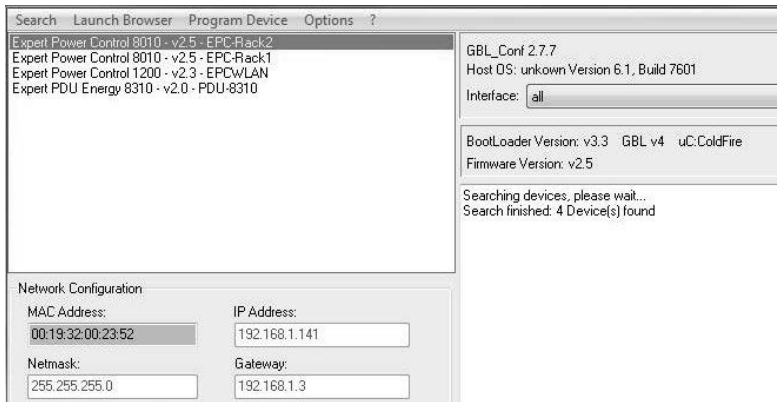 Search Launch Browser Program Device Options ?
Expert Power Control 8010 - v2.5 - EPC-Rack2
Expert Power Control 8010 - v2.5 - EPC-Rack1
Expert Power Control 1200 - v2.3 - EPCWLAN
Expert PDU Energy 8310 - v2.0 - PDU-8310
GBL_Conf 2.7.7
Host OS: unkown Version 6.1, Build 7601
Interface: all
BootLoader Version: v3.3 GBL v4 uC:ColdFire
Firmware Version: v2.5
Searching devices, please wait...
Search finished: 4 Device(s) found
Network Configuration
MAC Address: IP Address:
00:19:32:00:23:52 192.168.1.141
Netmask: Gateway:
255.255.255.0 192.168.1.3